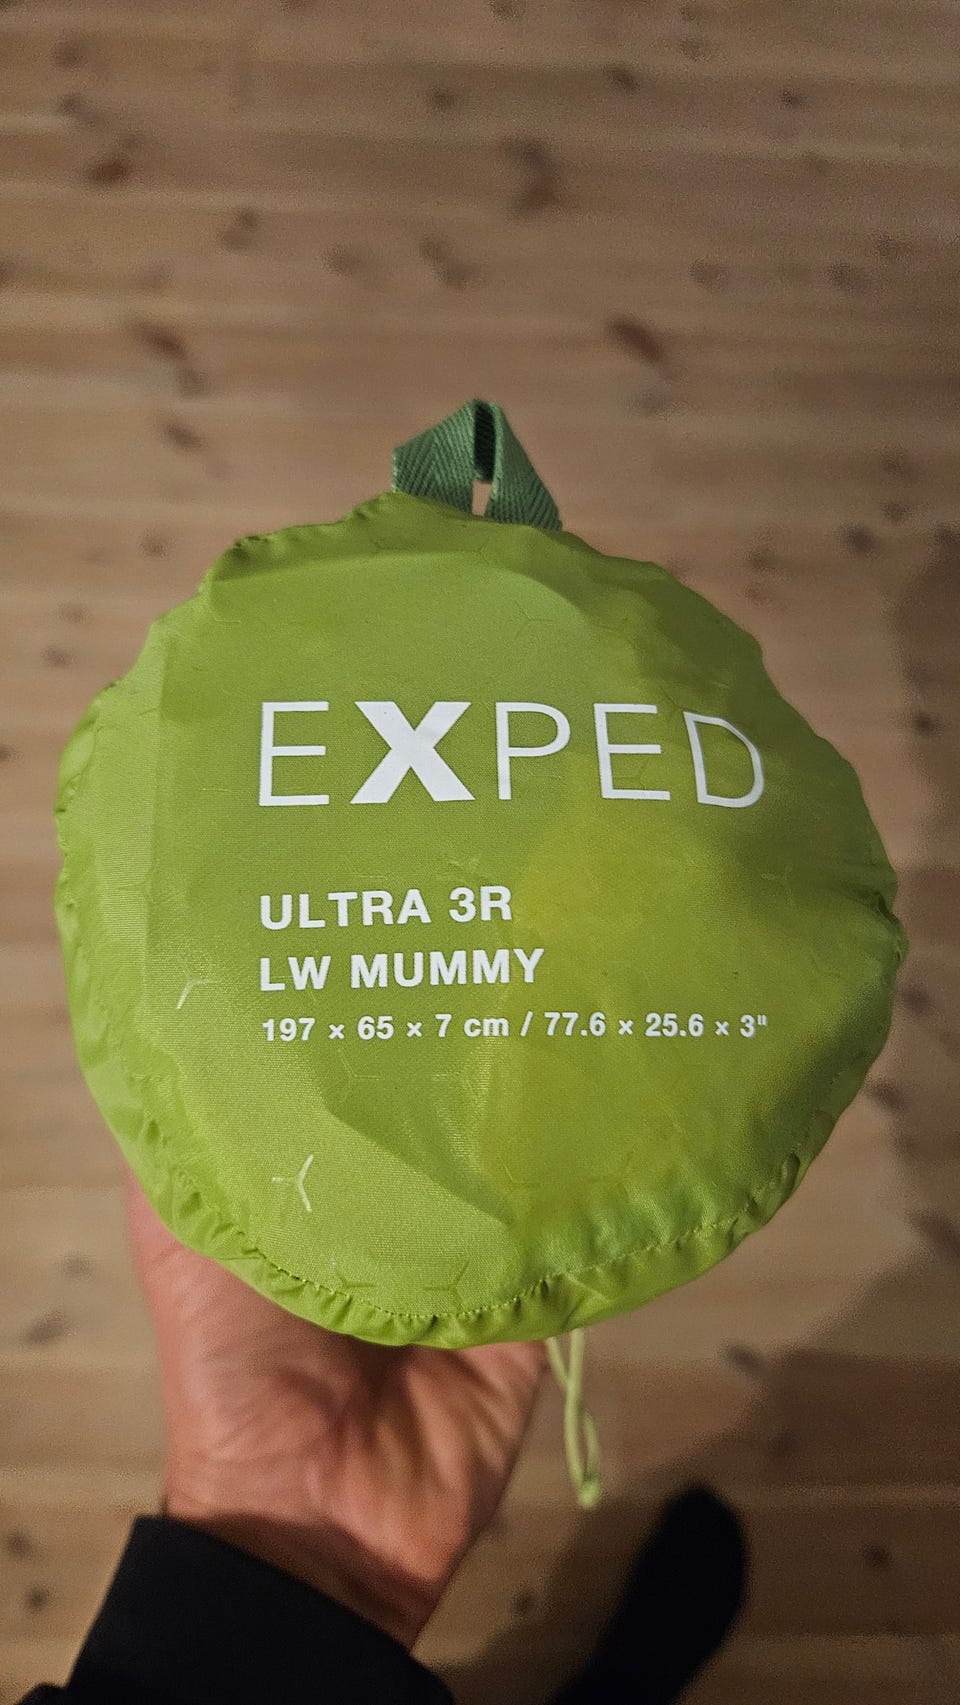 EXPED
ULTRA 3R
LW MUMMY
197 × 65 × 7 cm / 77.6 × 25.6 × 3"